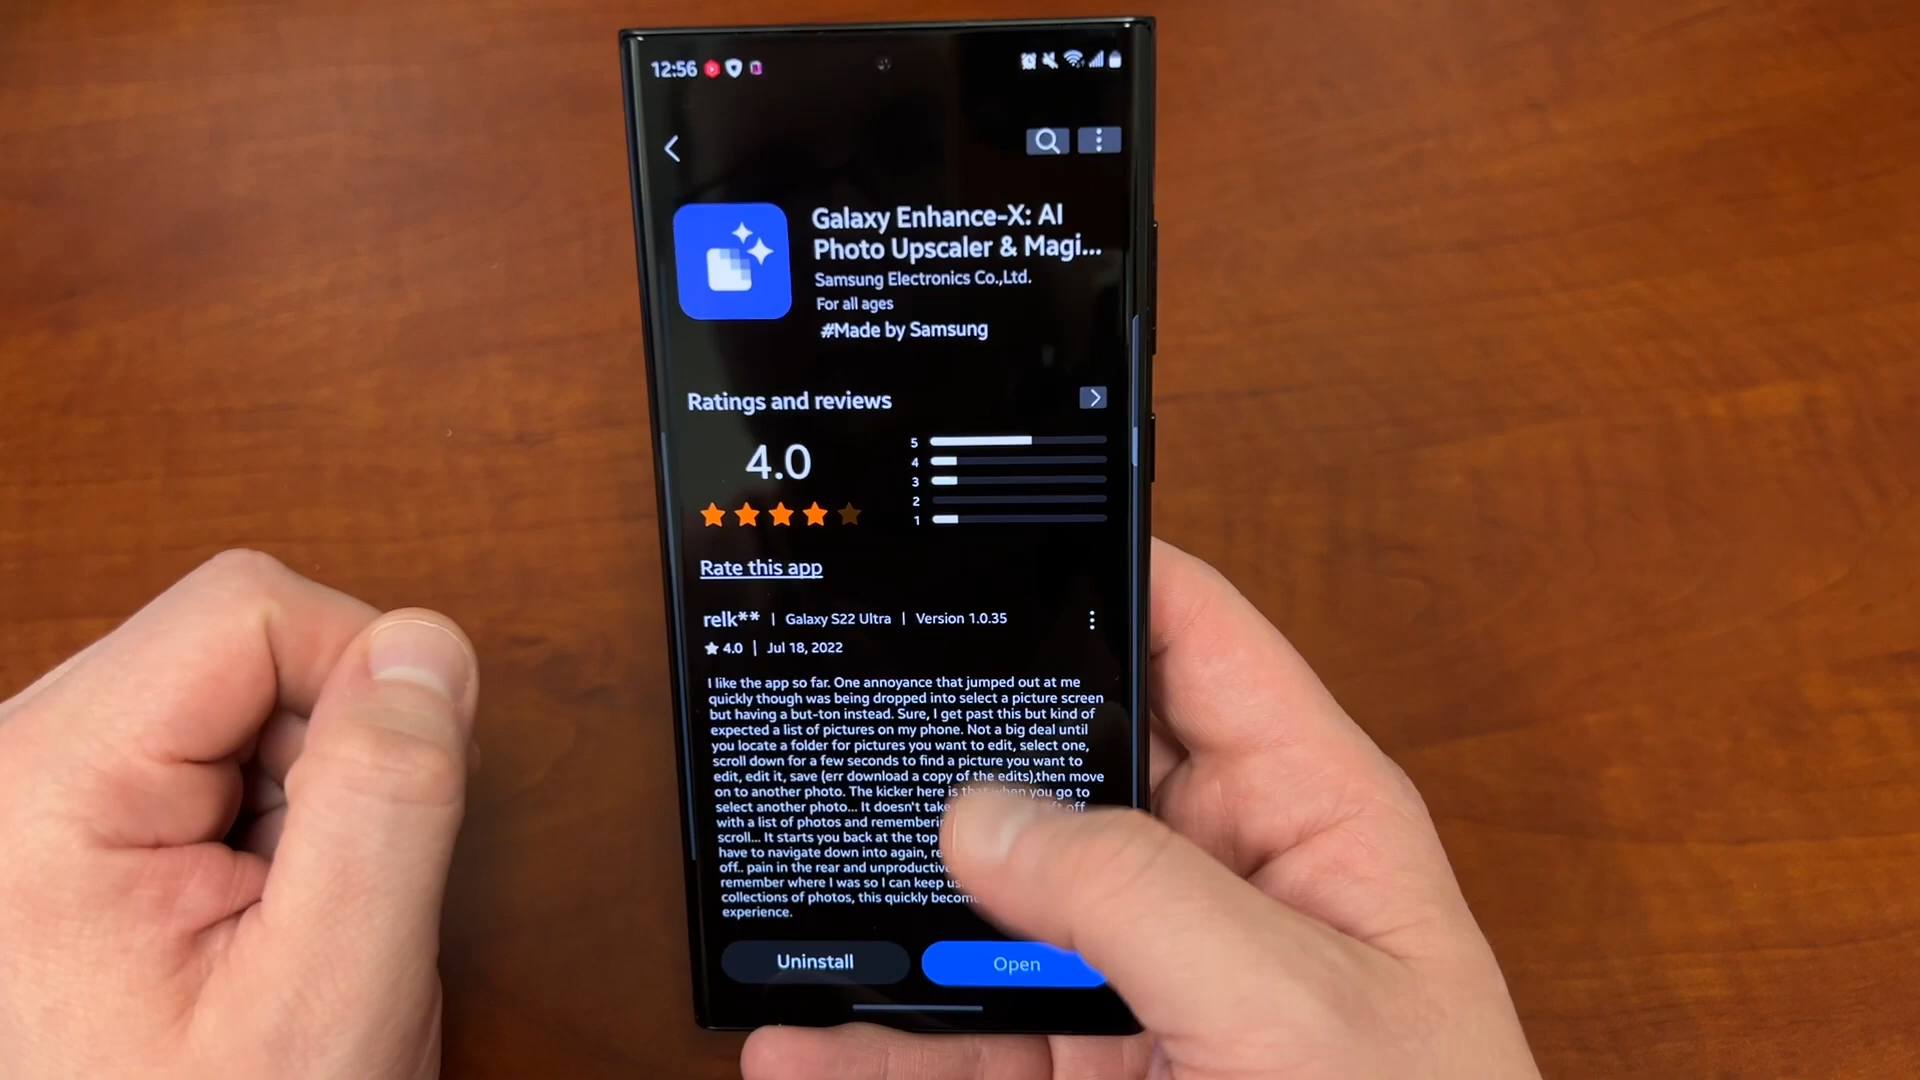 12:56
Galaxy Enhance-X: AI
Photo Upscaler & Magi...
Samsung Electronics Co.,Ltd.
For all ages
#Made by Samsung
Ratings and reviews
4.0
5
4
3
2
1
Rate this app
relk** | Galaxy S22 Ultra | Version 1.0.35
★ 4.0 | Jul 18, 2022
I like the app so far. One annoyance that jumped out at me
quickly though was being dropped into select a picture screen
but having a but-ton instead. Sure, I get past this but kind of
expected a list of pictures on my phone. Not a big deal until
you locate a folder for pictures you want to edit, select one,
scroll down for a few seconds to find a picture you want to
edit, edit it, save (err download a copy of the edits),then move
on to another photo. The kicker here is that when you go to
select another photo... It doesn't take off
with a list of photos and
scroll... It starts you back at the top
have to navigate down into again,
off.. pain in the rear and
remember where I was so I can keep
collections of photos, this quickly
experience.
Uninstall
Open